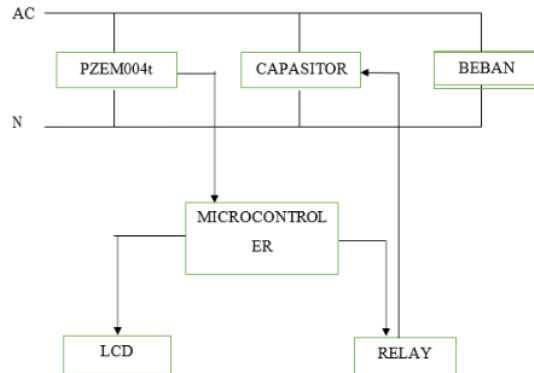 AC
PZEM004t
CAPASITOR
BEBAN
N
MICROCONTROL
ER
LCD
RELAY